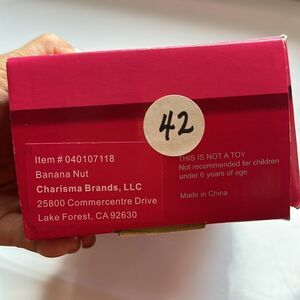 42
Item # 040107118
Banana Nut
Charisma Brands, LLC
25800 Commercentre Drive
Lake Forest, CA 92630
THIS IS NOT A TOY
Not recommended for children
under 6 years of age
Made in China